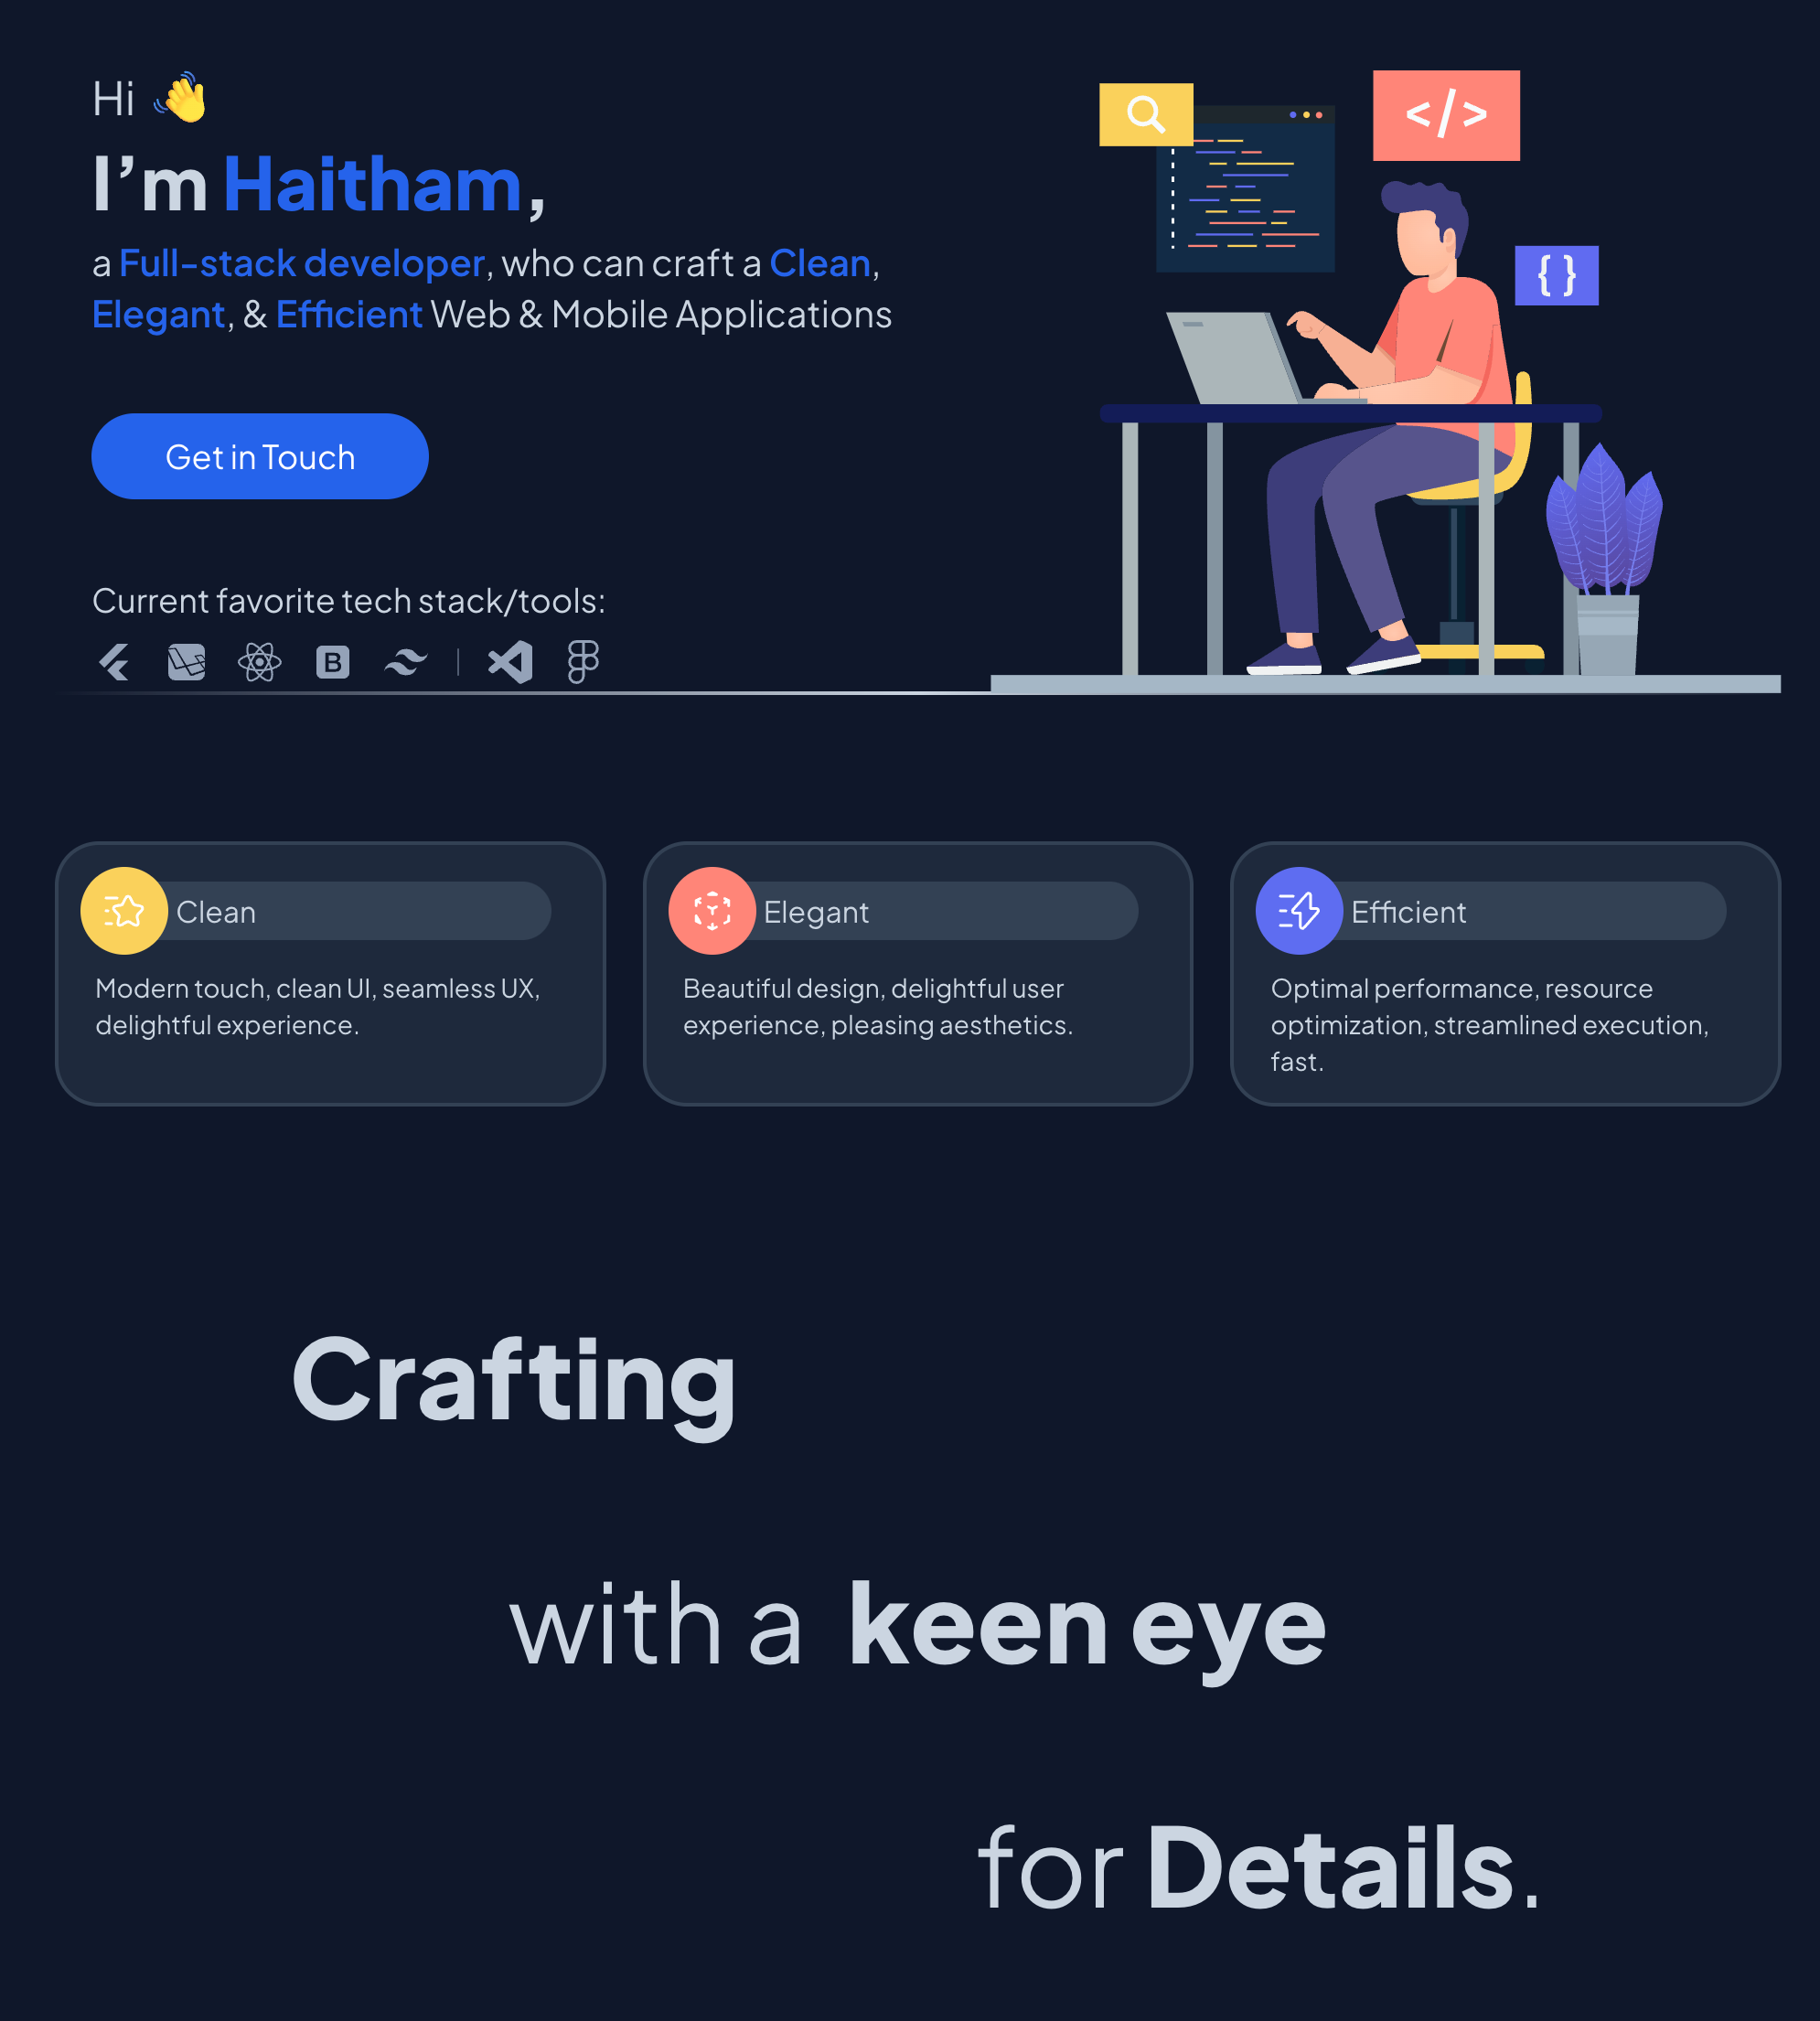 Hi 👋
I’m Haitham,
a Full-stack developer, who can craft a Clean,
Elegant, & Efficient Web & Mobile Applications
Get in Touch
Current favorite tech stack/tools:
B
</>
{ }
Clean
Modern touch, clean UI, seamless UX,
delightful experience.
Elegant
Beautiful design, delightful user
experience, pleasing aesthetics.
Efficient
Optimal performance, resource
optimization, streamlined execution,
fast.
Crafting
with a keen eye
for Details.